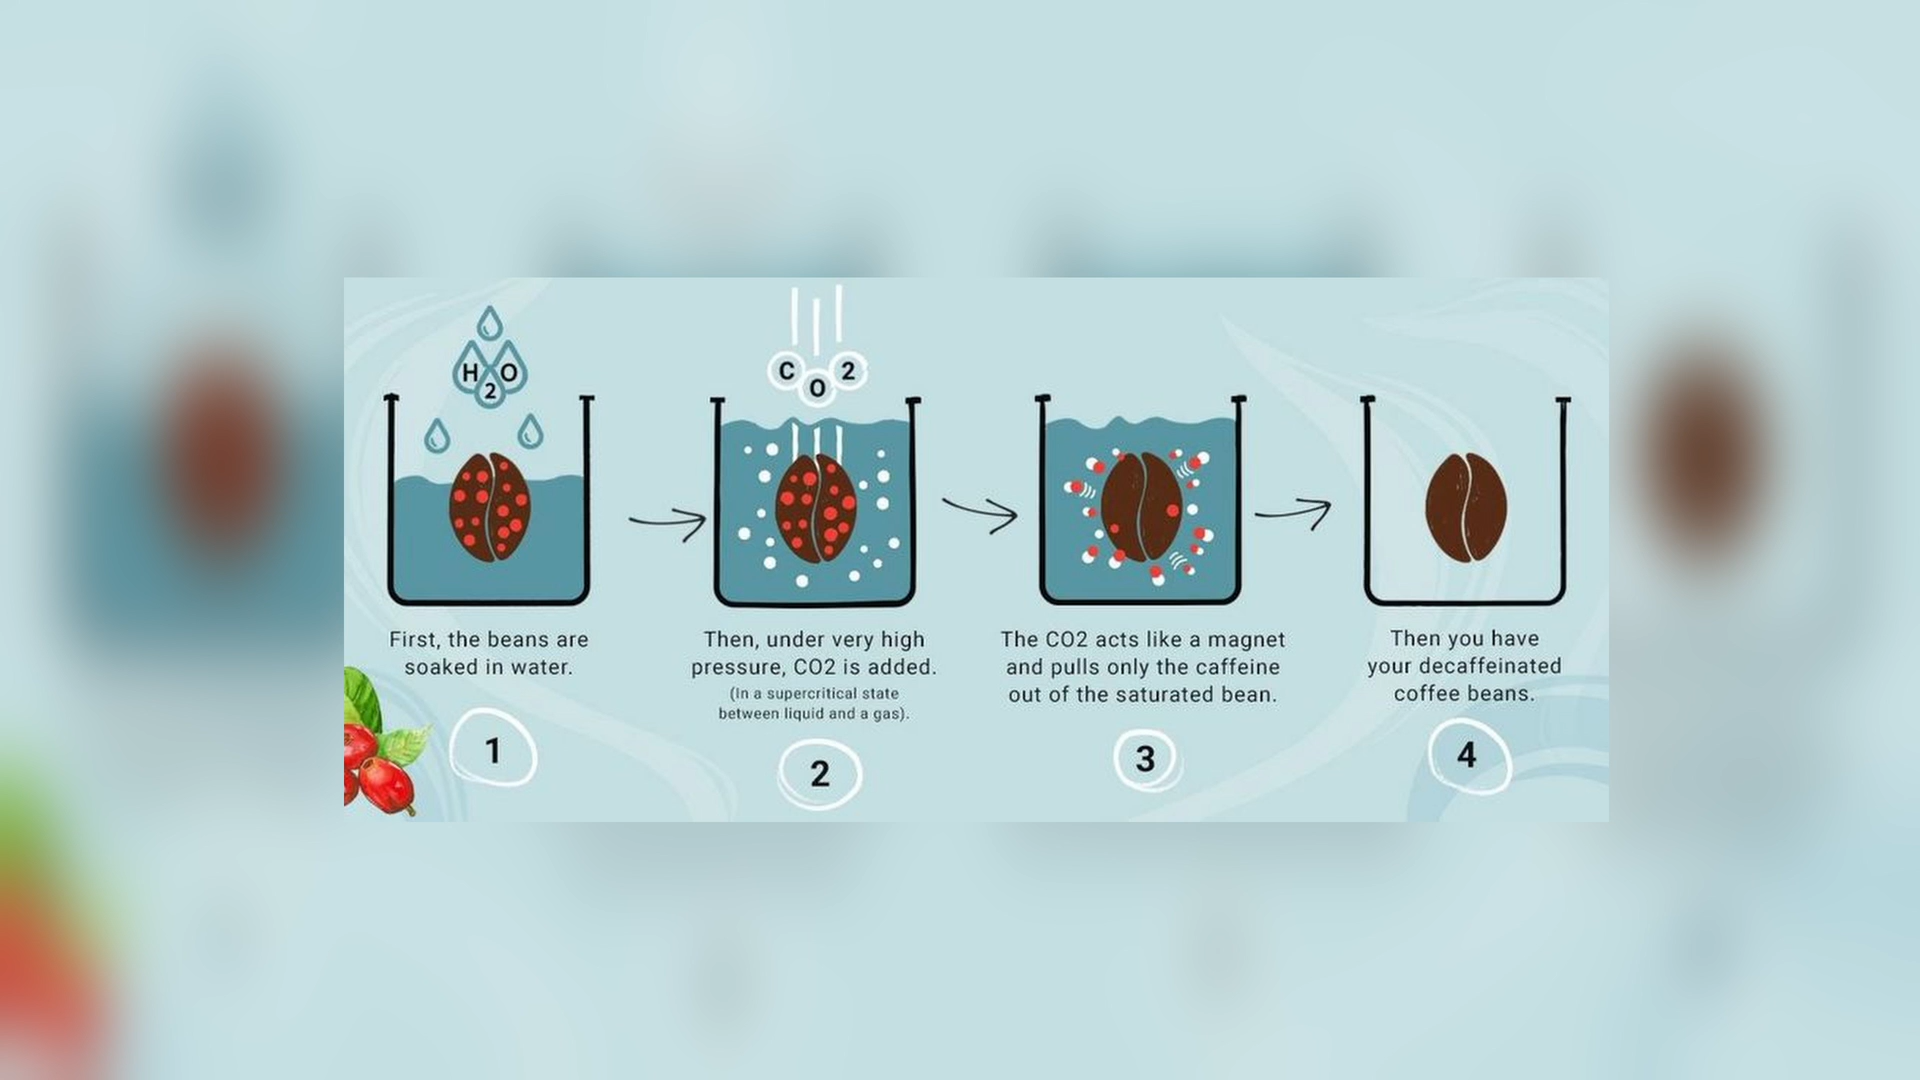 H2O
CO2
First, the beans are
soaked in water.
1
Then, under very high
pressure, CO2 is added.
(In a supercritical state
between liquid and a gas).
2
The CO2 acts like a magnet
and pulls only the caffeine
out of the saturated bean.
3
Then you have
your decaffeinated
coffee beans.
4